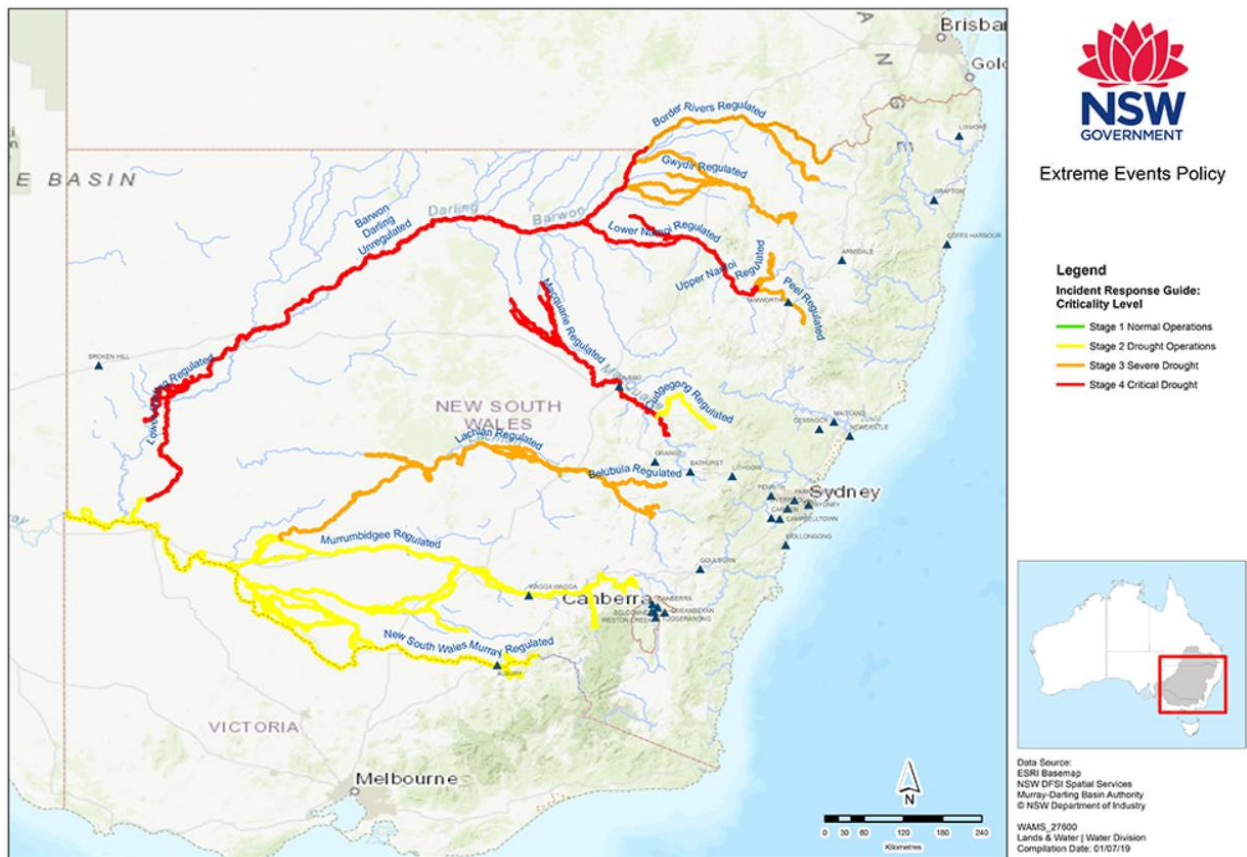 Brisban
Gold
NSW
GOVERNMENT
Extreme Events Policy
Legend
Incident Response Guide:
Criticality Level
Stage 1 Normal Operations
Stage 2 Drought Operations
Stage 3 Severe Drought
Stage 4 Critical Drought
A
N
G
E
E BASIN
Border Rivers Regulated
LISMORE
Gwydir Regulated
GRAFTON
Barwon
Darling
Unregulated
Darling
Barwon
Lower Namoi Regulated
COFFS HARBOUR
ARMIDALE
Upper Namoi
Regulated
Peel Regulated
TAMWORTH
Macquarie Regulated
BROKEN HILL
Regulated
Macquarie
Cudgegong Regulated
NEW SOUTH
WALES
MAITLAND
CESSNOCK
NEWCASTLE
Lachlan Regulated
ORANGE
BATHURST
LITHGOW
Belubula Regulated
PENRITH
Sydney
SYDNEY
CAMPBELLTOWN
WOLLONGONG
Murrumbidgee Regulated
GOULBURN
WAGGA WAGGA
Canberra
CANBERRA
QUEANBEYAN
WESTON CREEK
TUGGERANONG
New South Wales Murray Regulated
ALBURY
VICTORIA
Melbourne
N
0 30 60 120 180 240
Kilometres
Data Source:
ESRI Basemap
NSW DFSI Spatial Services
Murray-Darling Basin Authority
© NSW Department of Industry
WAMS_27600
Lands & Water | Water Division
Compilation Date: 01/07/19